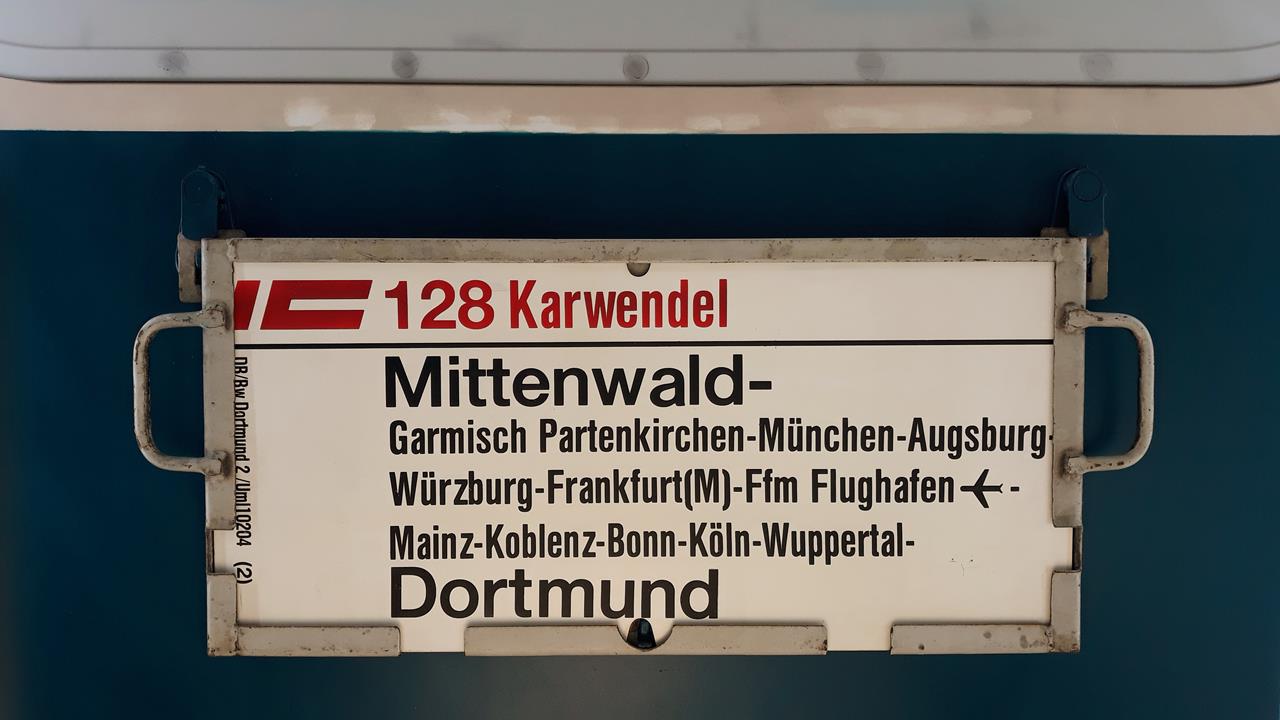 IC 128 Karwendel
Mittenwald-
Garmisch Partenkirchen-München-Augsburg-
Würzburg-Frankfurt(M)-Ffm Flughafen ✈ -
Mainz-Koblenz-Bonn-Köln-Wuppertal-
Dortmund
DB/Bw Dortmund 2 /Uml10204 (2)